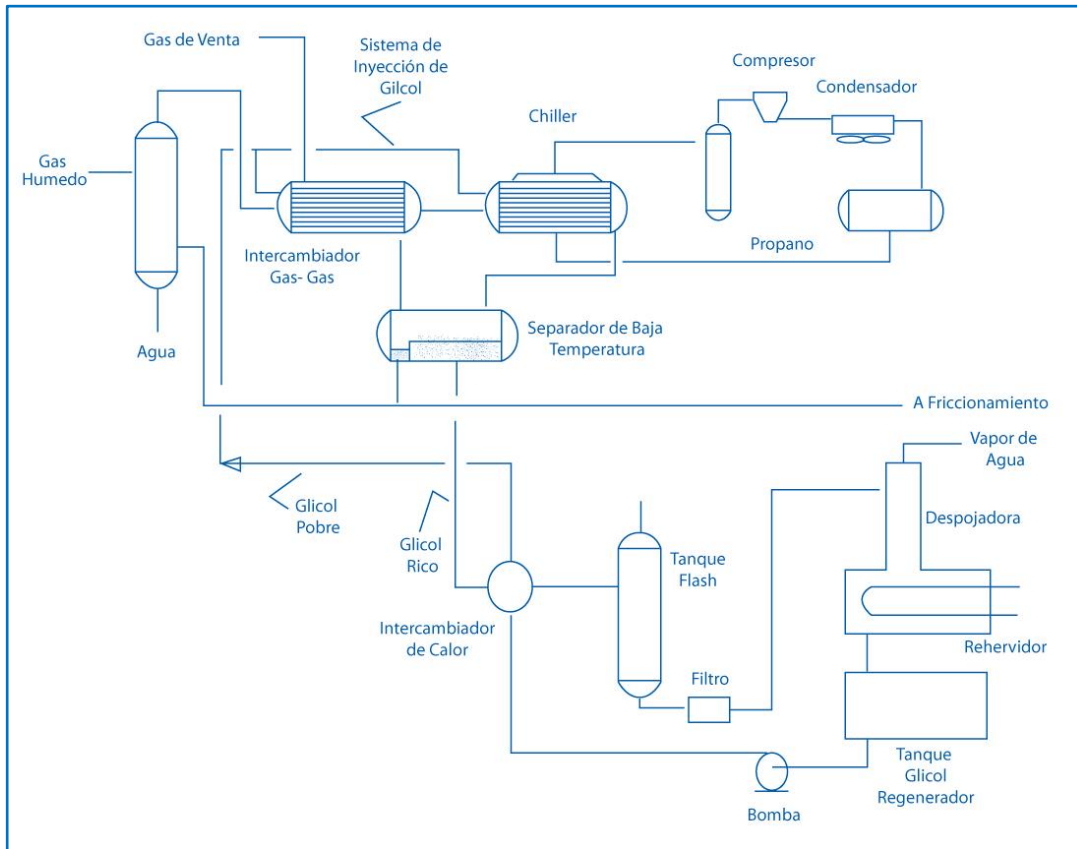 Gas de Venta
Sistema de
Inyección de
Gilcol
Compresor
Condensador
Chiller
Gas
Humedo
Propano
Intercambiador
Gas- Gas
Agua
Separador de Baja
Temperatura
A Friccionamiento
Vapor de
Agua
Glicol
Pobre
Glicol
Rico
Tanque
Flash
Despojadora
Intercambiador
de Calor
Filtro
Rehervidor
Tanque
Glicol
Regenerador
Bomba